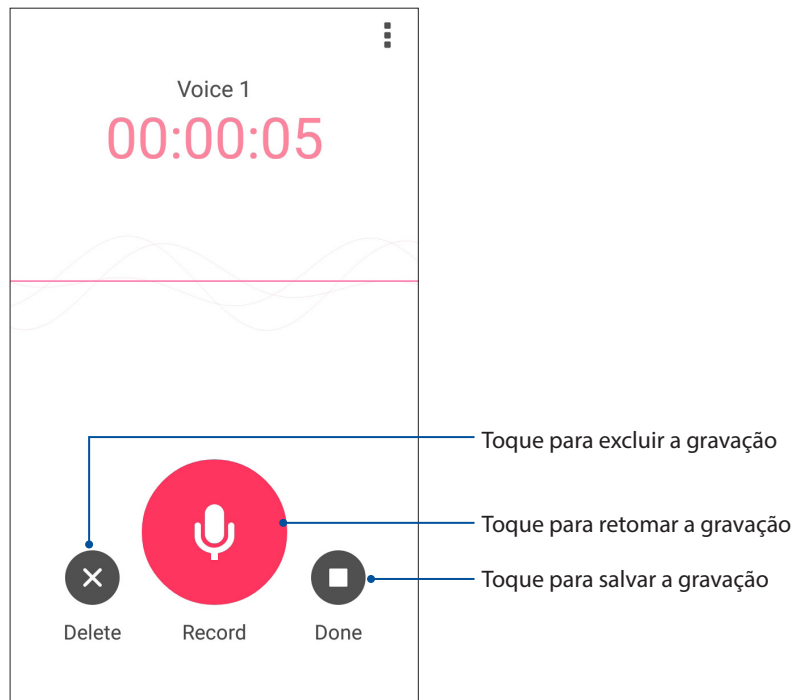 Voice 1
00:00:05
Toque para excluir a gravação
Toque para retomar a gravação
Toque para salvar a gravação
Delete
Record
Done